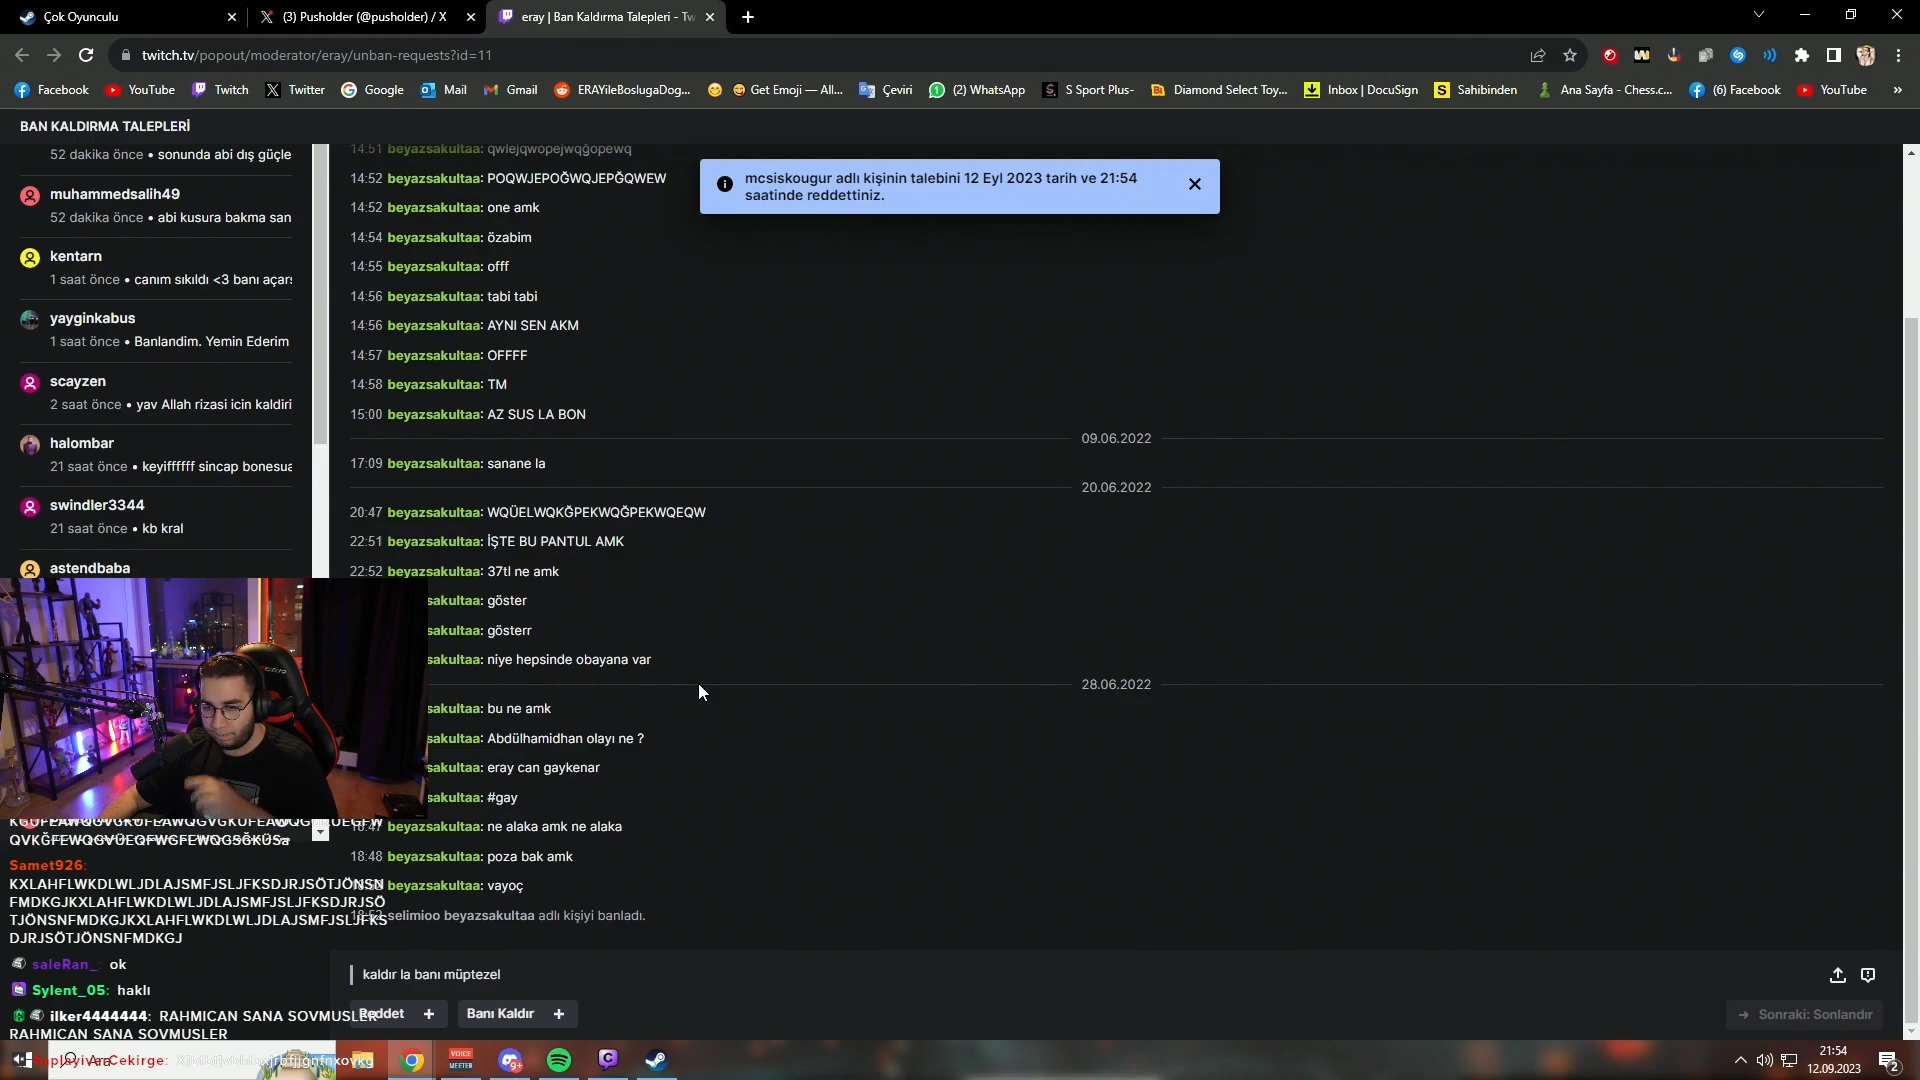 Çok Oyunculu
(3) Pusholder (@pusholder) / X
eray | Ban Kaldırma Talepleri - Tw
twitch.tv/popout/moderator/eray/unban-requests?id=11
Facebook
YouTube
Twitch
Twitter
Google
Mail
Gmail
ERAYileBoslugaDog...
Get Emoji — All...
Çeviri
(2) WhatsApp
S Sport Plus-
Diamond Select Toy...
Inbox | DocuSign
Sahibinden
Ana Sayfa - Chess.c...
(6) Facebook
YouTube
BAN KALDIRMA TALEPLERİ
52 dakika önce • sonunda abi dış güçle
muhammedsalih49
52 dakika önce • abi kusura bakma san
kentarn
1 saat önce • canım sıkıldı <3 banı açars
yayginkabus
1 saat önce • Banlandim. Yemin Ederim
scayzen
2 saat önce • yav Allah rizasi icin kaldiri
halombar
21 saat önce • keyiffffff sincap bonesua
swindler3344
21 saat önce • kb kral
astendbaba
mcsiskougur adlı kişinin talebini 12 Eyl 2023 tarih ve 21:54
saatinde reddettiniz.
14:51 beyazsakultaa: qwlejqwopejwqğopewq
14:52 beyazsakultaa: POQWJEPOĞWQJEPĞQWEW
14:52 beyazsakultaa: one amk
14:54 beyazsakultaa: özabim
14:55 beyazsakultaa: offf
14:56 beyazsakultaa: tabi tabi
14:56 beyazsakultaa: AYNI SEN AKM
14:57 beyazsakultaa: OFFFF
14:58 beyazsakultaa: TM
15:00 beyazsakultaa: AZ SUS LA BON
09.06.2022
17:09 beyazsakultaa: sanane la
20.06.2022
20:47 beyazsakultaa: WQÜELWQKĞPEKWQĞPEKWQEQW
22:51 beyazsakultaa: İŞTE BU PANTUL AMK
22:52 beyazsakultaa: 37tl ne amk
sakultaa: göster
sakultaa: gösterr
sakultaa: niye hepsinde obayana var
28.06.2022
sakultaa: bu ne amk
sakultaa: Abdülhamidhan olayı ne ?
sakultaa: eray can gaykenar
sakultaa: #gay
beyazsakultaa: ne alaka amk ne alaka
18:48 beyazsakultaa: poza bak amk
beyazsakultaa: vayoç
18:53 selimioo beyazsakultaa adlı kişiyi banladı.
kaldır la banı müptezel
Reddet +
Banı Kaldır +
Sonraki: Sonlandır
Samet926:
KXLAHFLWKDLWLJDLAJSMFJSLJFKSDJRJSÖTJÖNSN
FMDKGJKXLAHFLWKDLWLJDLAJSMFJSLJFKSDJRJSÖ
TJÖNSNFMDKGJKXLAHFLWKDLWLJDLAJSMFJSLJFKS
DJRJSÖTJÖNSNFMDKGJ
saleRan_: ok
Sylent_05: haklı
ilker4444444: RAHMICAN SANA SOVMUSLER
RAHMICAN SANA SOVMUSLER
Ara
VOICE
MEETER
9+
21:54
12.09.2023
2